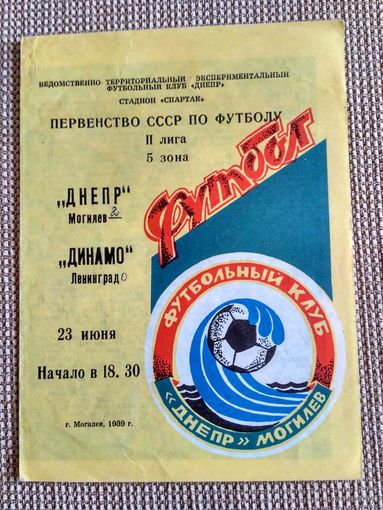 ВЕДОМСТВЕННО-ТЕРРИТОРИАЛЬНЫЙ ЭКСПЕРИМЕНТАЛЬНЫЙ
ФУТБОЛЬНЫЙ КЛУБ «ДНЕПР»
СТАДИОН «СПАРТАК»
ПЕРВЕНСТВО СССР ПО ФУТБОЛУ
II лига
5 зона
футбол
„ДНЕПР"
Могилев 2
„ДИНАМО"
Ленинград 0
23 июня
Начало в 18. 30
ФУТБОЛЬНЫЙ КЛУБ
«ДНЕПР» МОГИЛЕВ
г. Могилев, 1989 г.